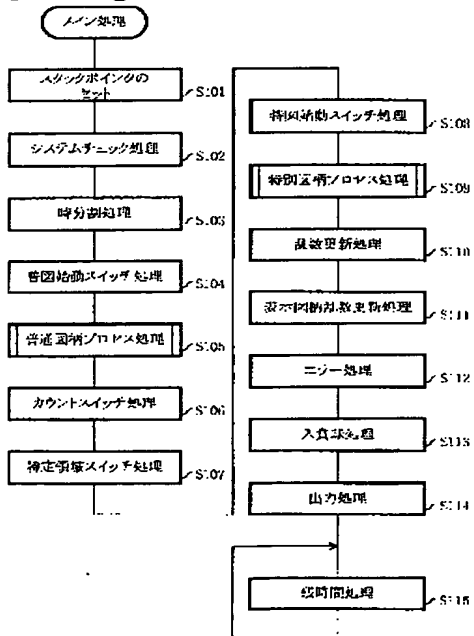 メイン処理
スタックポインタの
セット
S101
システムチェック処理
S102
時分割処理
S103
普図始動スイッチ処理
S104
普通図柄プロセス処理
S105
カウントスイッチ処理
S106
特定領域スイッチ処理
S107
特図始動スイッチ処理
S108
特別図柄プロセス処理
S109
乱数更新処理
S110
表示図柄乱数更新処理
S111
エラー処理
S112
入賞球処理
S113
出力処理
S114
残時間処理
S115